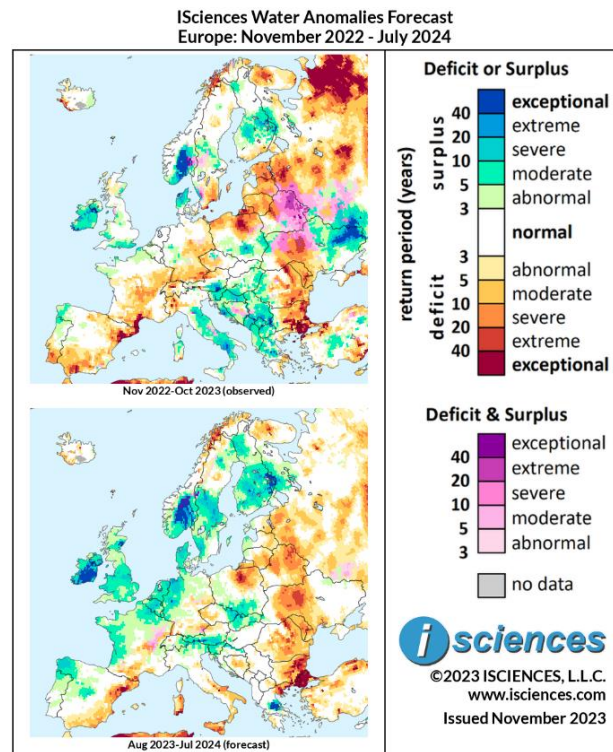 ISciences Water Anomalies Forecast
Europe: November 2022 - July 2024
Nov 2022-Oct 2023 (observed)
Aug 2023-Jul 2024 (forecast)
Deficit or Surplus
return period (years)
surplus
deficit
40
20
10
5
3
3
5
10
20
40
exceptional
extreme
severe
moderate
abnormal
normal
abnormal
moderate
severe
extreme
exceptional
Deficit & Surplus
40
20
10
5
3
exceptional
extreme
severe
moderate
abnormal
no data
i sciences
©2023 ISCIENCES, L.L.C.
www.isciences.com
Issued November 2023